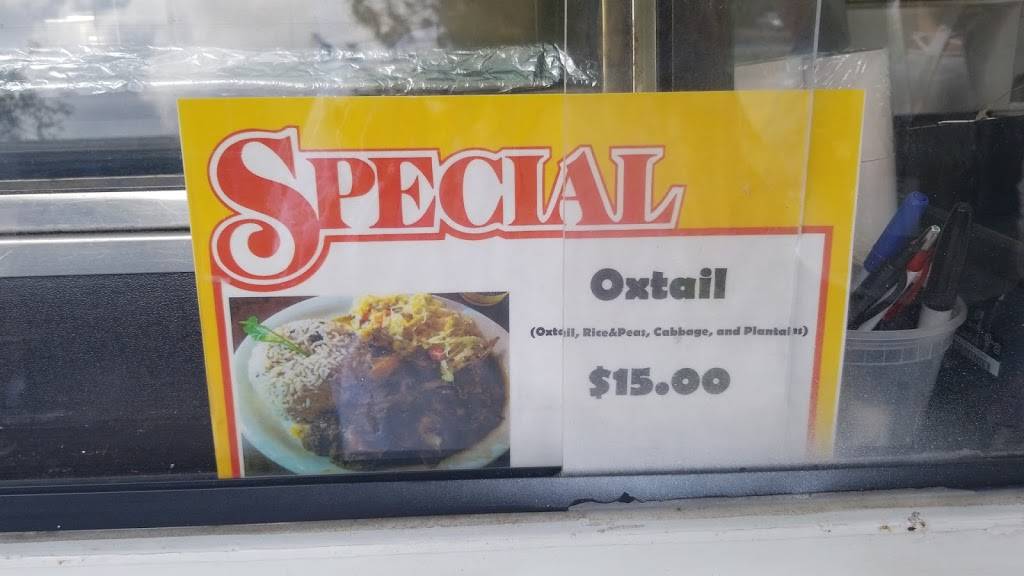 SPECIAL
Oxtail
(Oxtail, Rice&Peas, Cabbage, and Plantains)
$15.00